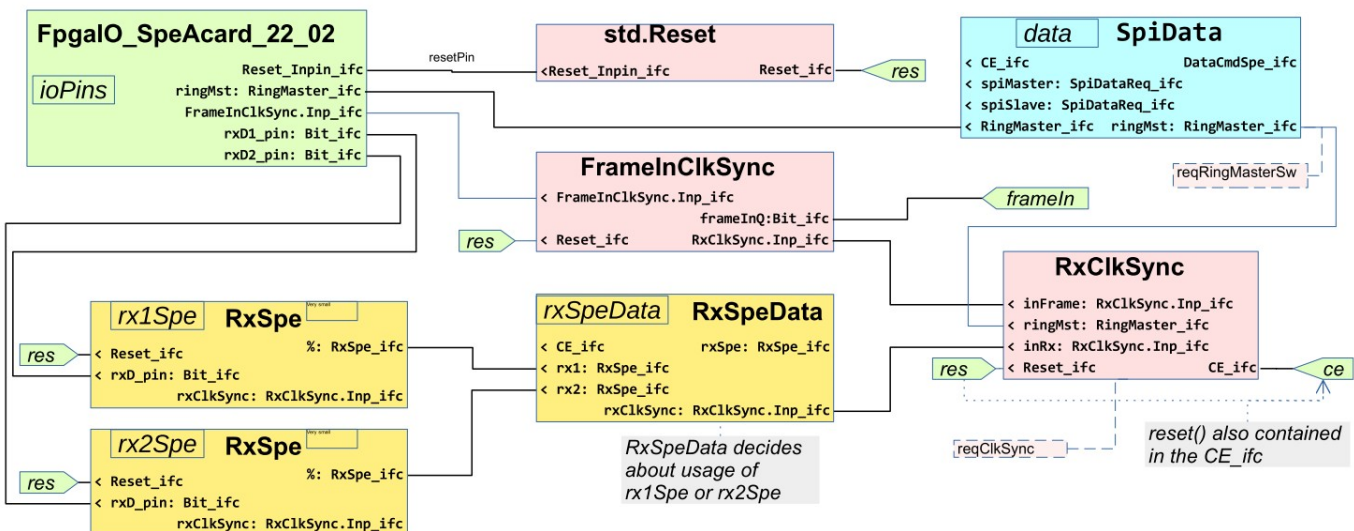 FpgaIO_SpeAcard_22_02
ioPins
Reset_Inpin_ifc
ringMst: RingMaster_ifc
FrameInClkSync.Inp_ifc
rxD1_pin: Bit_ifc
rxD2_pin: Bit_ifc
resetPin
std.Reset
<Reset_Inpin_ifc
Reset_ifc
res
data
SpiData
< CE_ifc
DataCmdSpe_ifc
< spiMaster: SpiDataReq_ifc
< spiSlave: SpiDataReq_ifc
< RingMaster_ifc
ringMst: RingMaster_ifc
reqRingMasterSw
FrameInClkSync
< FrameInClkSync.Inp_ifc
frameInQ:Bit_ifc
< Reset_ifc
RxClkSync.Inp_ifc
res
frameIn
RxClkSync
< inFrame: RxClkSync.Inp_ifc
< ringMst: RingMaster_ifc
< inRx: RxClkSync.Inp_ifc
< Reset_ifc
CE_ifc
res
ce
reqClkSync
reset() also contained
in the CE_ifc
rx1Spe
RxSpe
Very small
%: RxSpe_ifc
< Reset_ifc
< rxD_pin: Bit_ifc
rxClkSync: RxClkSync.Inp_ifc
res
rxSpeData
RxSpeData
< CE_ifc
rxSpe: RxSpe_ifc
< rx1: RxSpe_ifc
< rx2: RxSpe_ifc
rxClkSync: RxClkSync.Inp_ifc
RxSpeData decides
about usage of
rx1Spe or rx2Spe
rx2Spe
RxSpe
Very small
%: RxSpe_ifc
< Reset_ifc
< rxD_pin: Bit_ifc
rxClkSync: RxClkSync.Inp_ifc
res